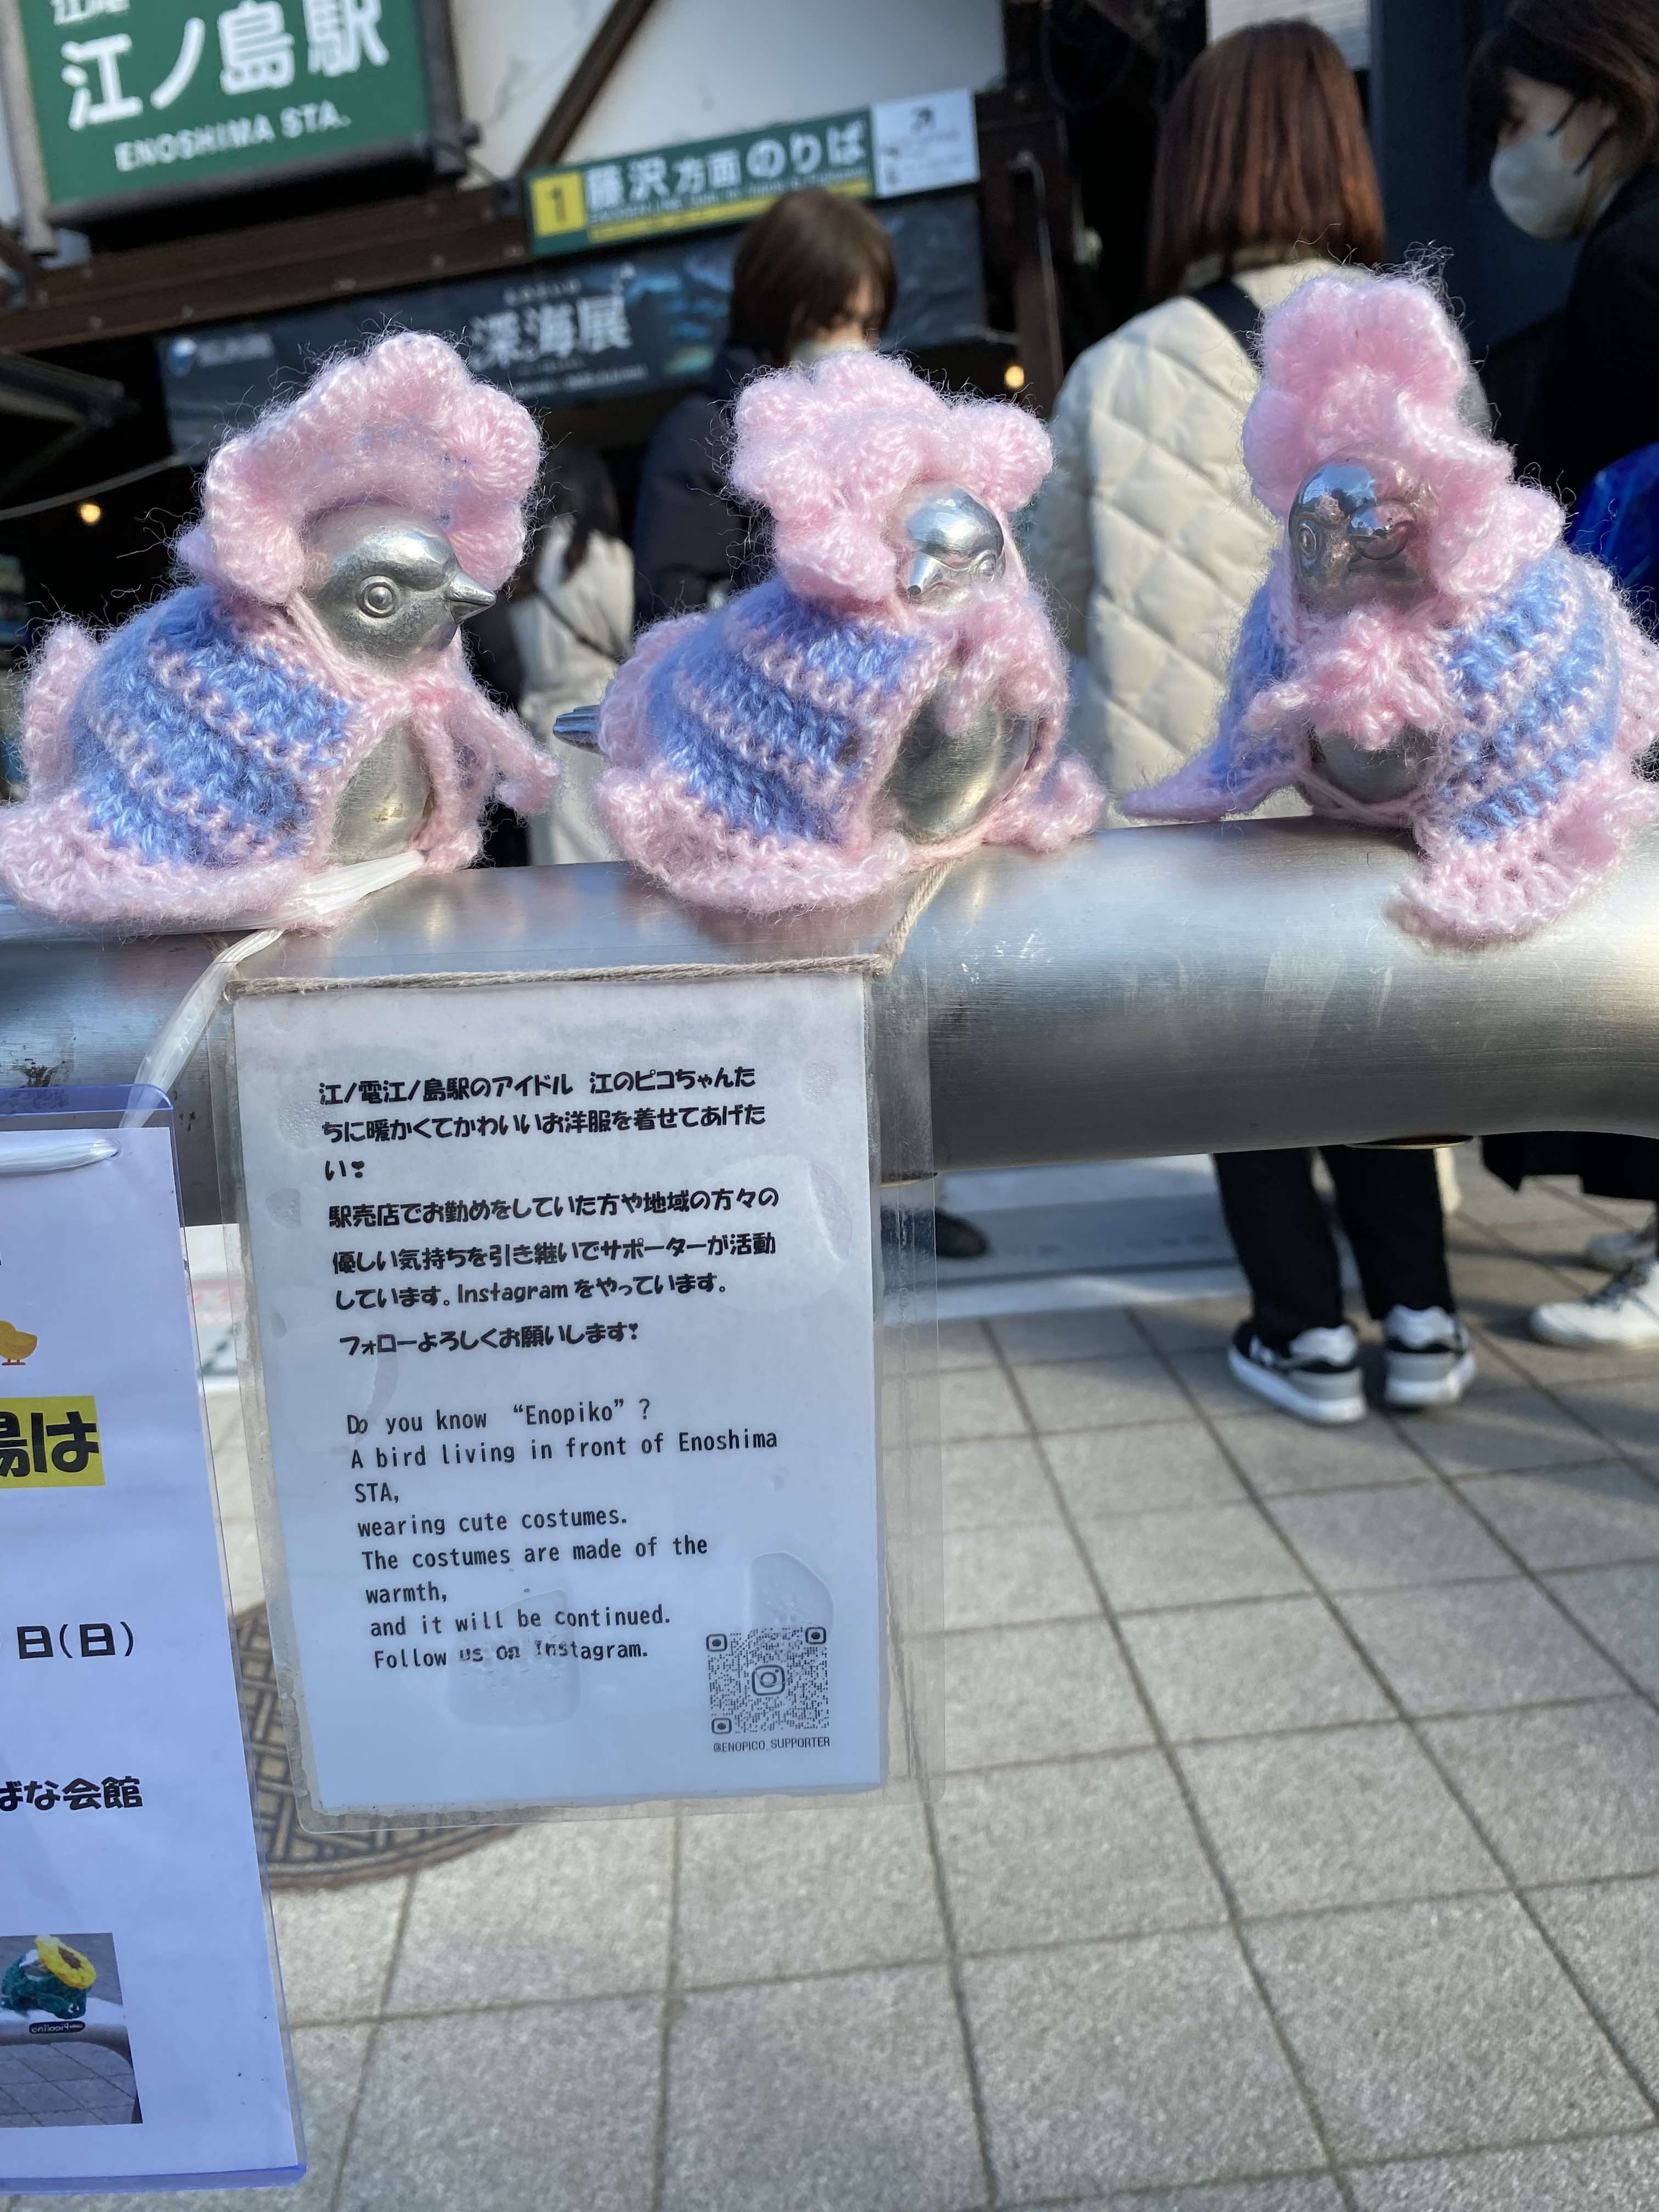 江ノ島駅
ENOSHIMA STA.
1 藤沢方面 のりば
深海展
江ノ電江ノ島駅のアイドル 江のピコちゃんた
ちに暖かくてかわいいお洋服を着せてあげた
い❣
駅売店でお勤めをしていた方や地域の方々の
優しい気持ちを引き継いでサポーターが活動
しています。Instagramをやっています。
フォローよろしくお願いします❣
Do you know “Enopiko”?
A bird living in front of Enoshima
STA,
wearing cute costumes.
The costumes are made of the
warmth,
and it will be continued.
Follow us on Instagram.
@ENOPICO_SUPPORTER
場は
日(日)
ばな会館